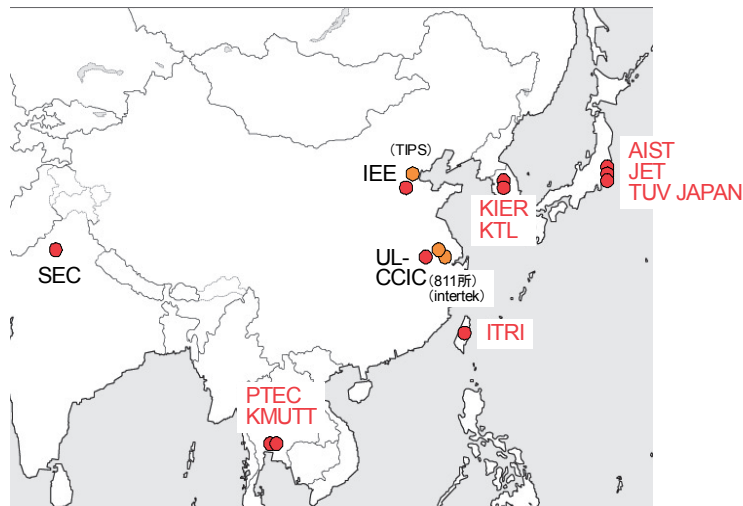 (TIPS)
IEE
AIST
JET
TUV JAPAN
KIER
KTL
SEC
UL-
CCIC
(811所)
(intertek)
ITRI
PTEC
KMUTT